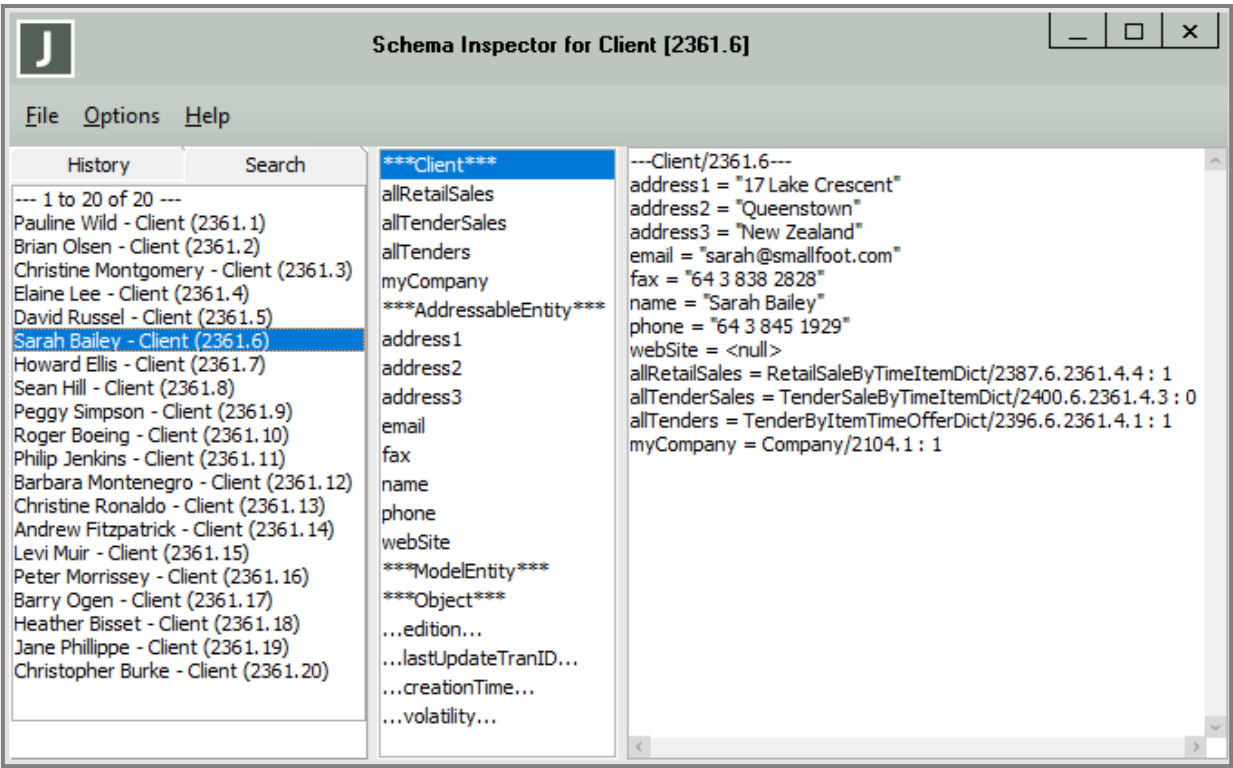 J
Schema Inspector for Client [2361.6]
File Options Help
History Search
--- 1 to 20 of 20 ---
Pauline Wild - Client (2361.1)
Brian Olsen - Client (2361.2)
Christine Montgomery - Client (2361.3)
Elaine Lee - Client (2361.4)
David Russel - Client (2361.5)
Sarah Bailey - Client (2361.6)
Howard Ellis - Client (2361.7)
Sean Hill - Client (2361.8)
Peggy Simpson - Client (2361.9)
Roger Boeing - Client (2361.10)
Philip Jenkins - Client (2361.11)
Barbara Montenegro - Client (2361.12)
Christine Ronaldo - Client (2361.13)
Andrew Fitzpatrick - Client (2361.14)
Levi Muir - Client (2361.15)
Peter Morrissey - Client (2361.16)
Barry Ogen - Client (2361.17)
Heather Bisset - Client (2361.18)
Jane Phillippe - Client (2361.19)
Christopher Burke - Client (2361.20)
***Client***
allRetailSales
allTenderSales
allTenders
myCompany
***AddressableEntity***
address1
address2
address3
email
fax
name
phone
webSite
***ModelEntity***
***Object***
...edition...
...lastUpdateTranID...
...creationTime...
...volatility...
---Client/2361.6---
address1 = "17 Lake Crescent"
address2 = "Queenstown"
address3 = "New Zealand"
email = "sarah@smallfoot.com"
fax = "64 3 838 2828"
name = "Sarah Bailey"
phone = "64 3 845 1929"
webSite = <null>
allRetailSales = RetailSaleByTimeItemDict/2387.6.2361.4.4 : 1
allTenderSales = TenderSaleByTimeItemDict/2400.6.2361.4.3 : 0
allTenders = TenderByItemTimeOfferDict/2396.6.2361.4.1 : 1
myCompany = Company/2104.1 : 1